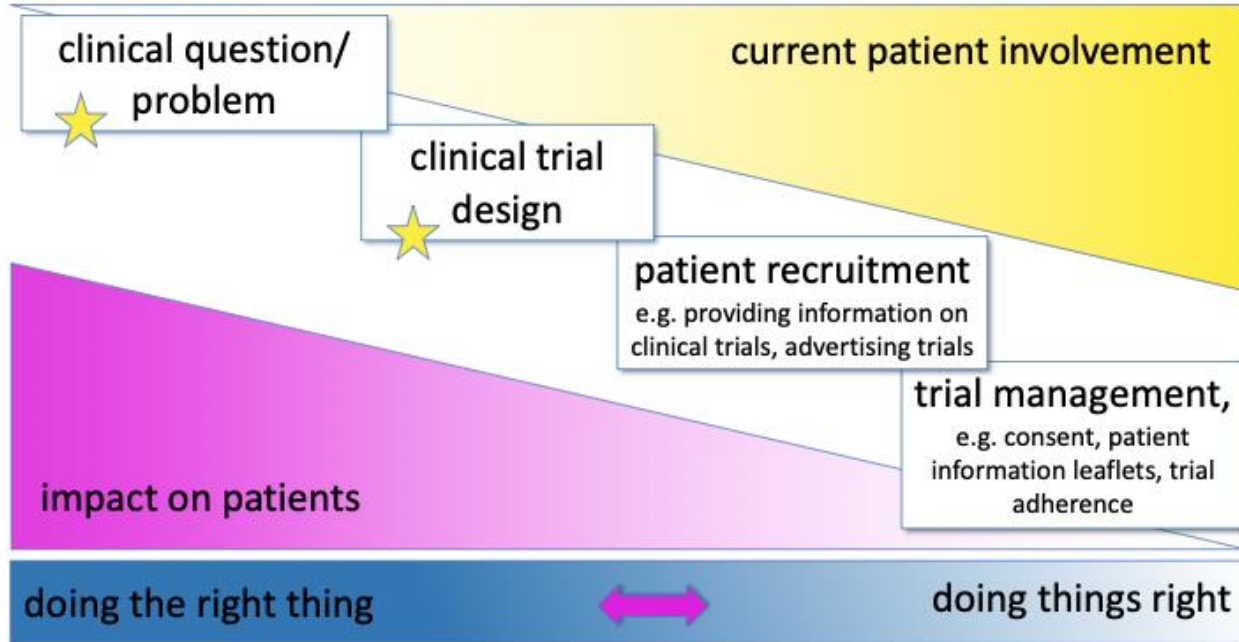 clinical question/
problem
current patient involvement
clinical trial
design
patient recruitment
e.g. providing information on
clinical trials, advertising trials
trial management,
e.g. consent, patient
information leaflets, trial
adherence
impact on patients
doing the right thing
doing things right